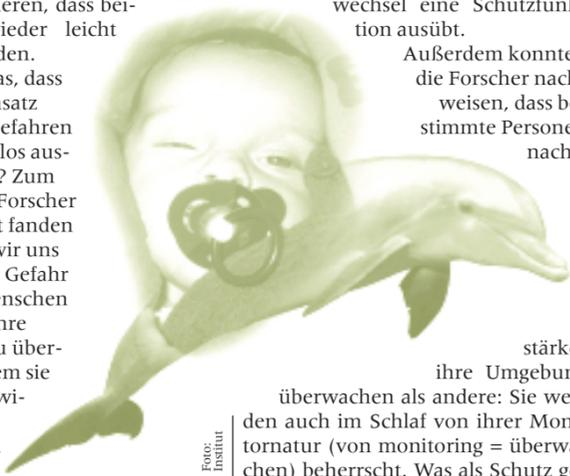 dass bei-
ieder leicht
den.
as, dass
satz
efahren
los aus-
? Zum
Forscher
t fanden
wir uns
Gefahr
enschen
hre
u über-
em sie
wi-
wechsel eine Schutzfunk
tion ausübt.
Außerdem konnte
die Forscher nach
weisen, dass be
stimmte Persone
nach
stärke
ihre Umgebun
überwachen als andere: Sie we
den auch im Schlaf von ihrer Mon
tornatur (von monitoring = überwa
chen) beherrscht. Was als Schutz g
Foto:
Institut